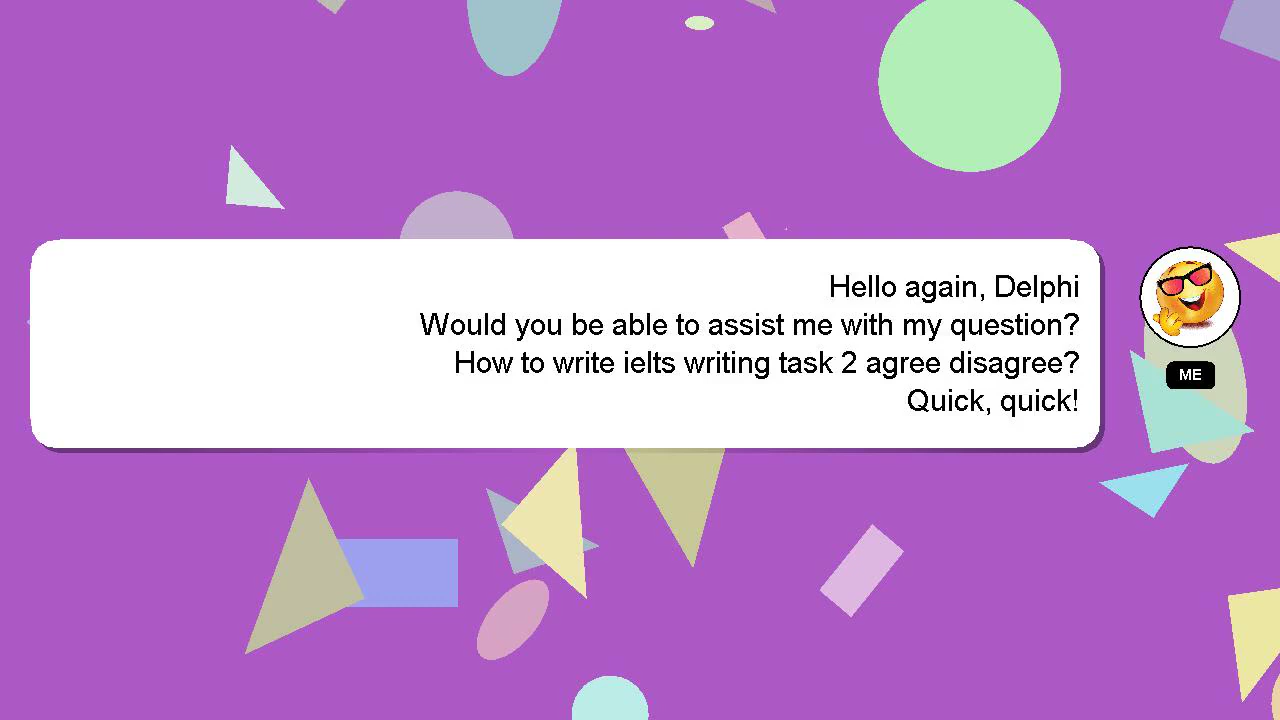 Hello again, Delphi
Would you be able to assist me with my question?
How to write ielts writing task 2 agree disagree?
Quick, quick!
ME